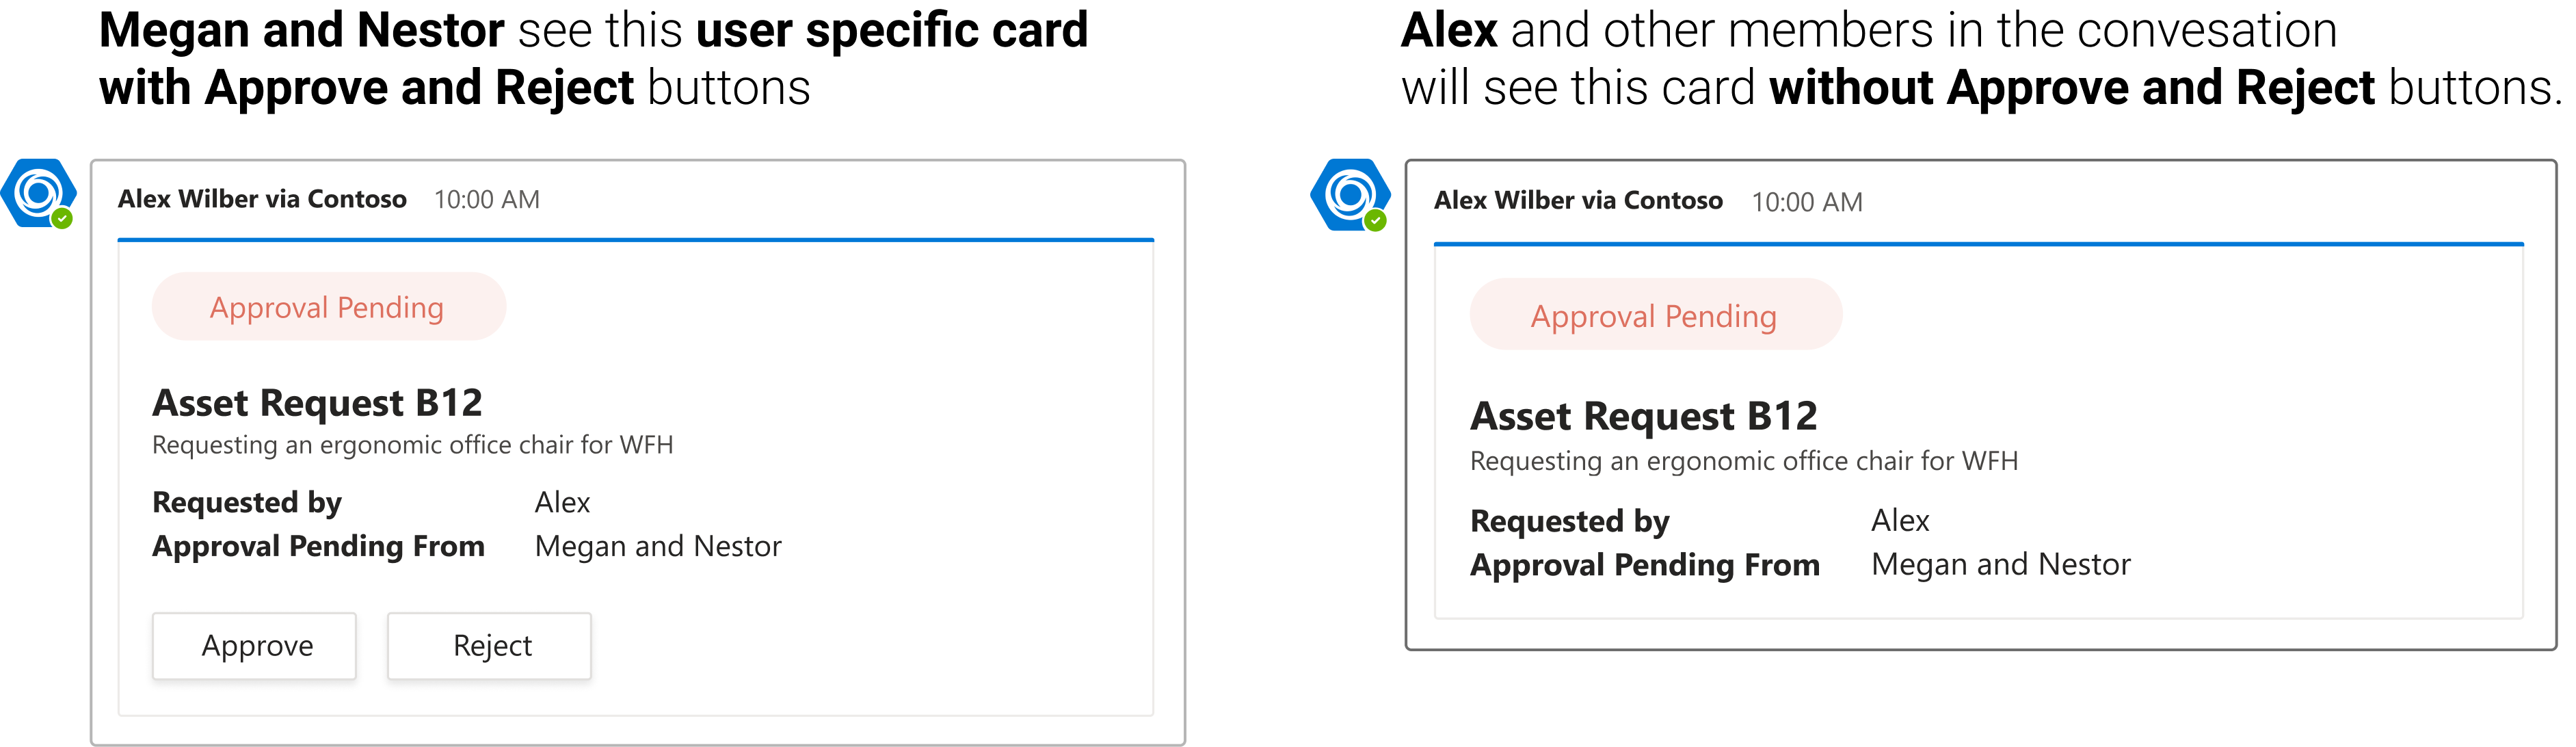 Megan and Nestor see this user specific card
with Approve and Reject buttons
Alex Wilber via Contoso 10:00 AM
Approval Pending
Asset Request B12
Requesting an ergonomic office chair for WFH
Requested by Alex
Approval Pending From Megan and Nestor
Approve Reject
Alex and other members in the convesation
will see this card without Approve and Reject buttons.
Alex Wilber via Contoso 10:00 AM
Approval Pending
Asset Request B12
Requesting an ergonomic office chair for WFH
Requested by Alex
Approval Pending From Megan and Nestor